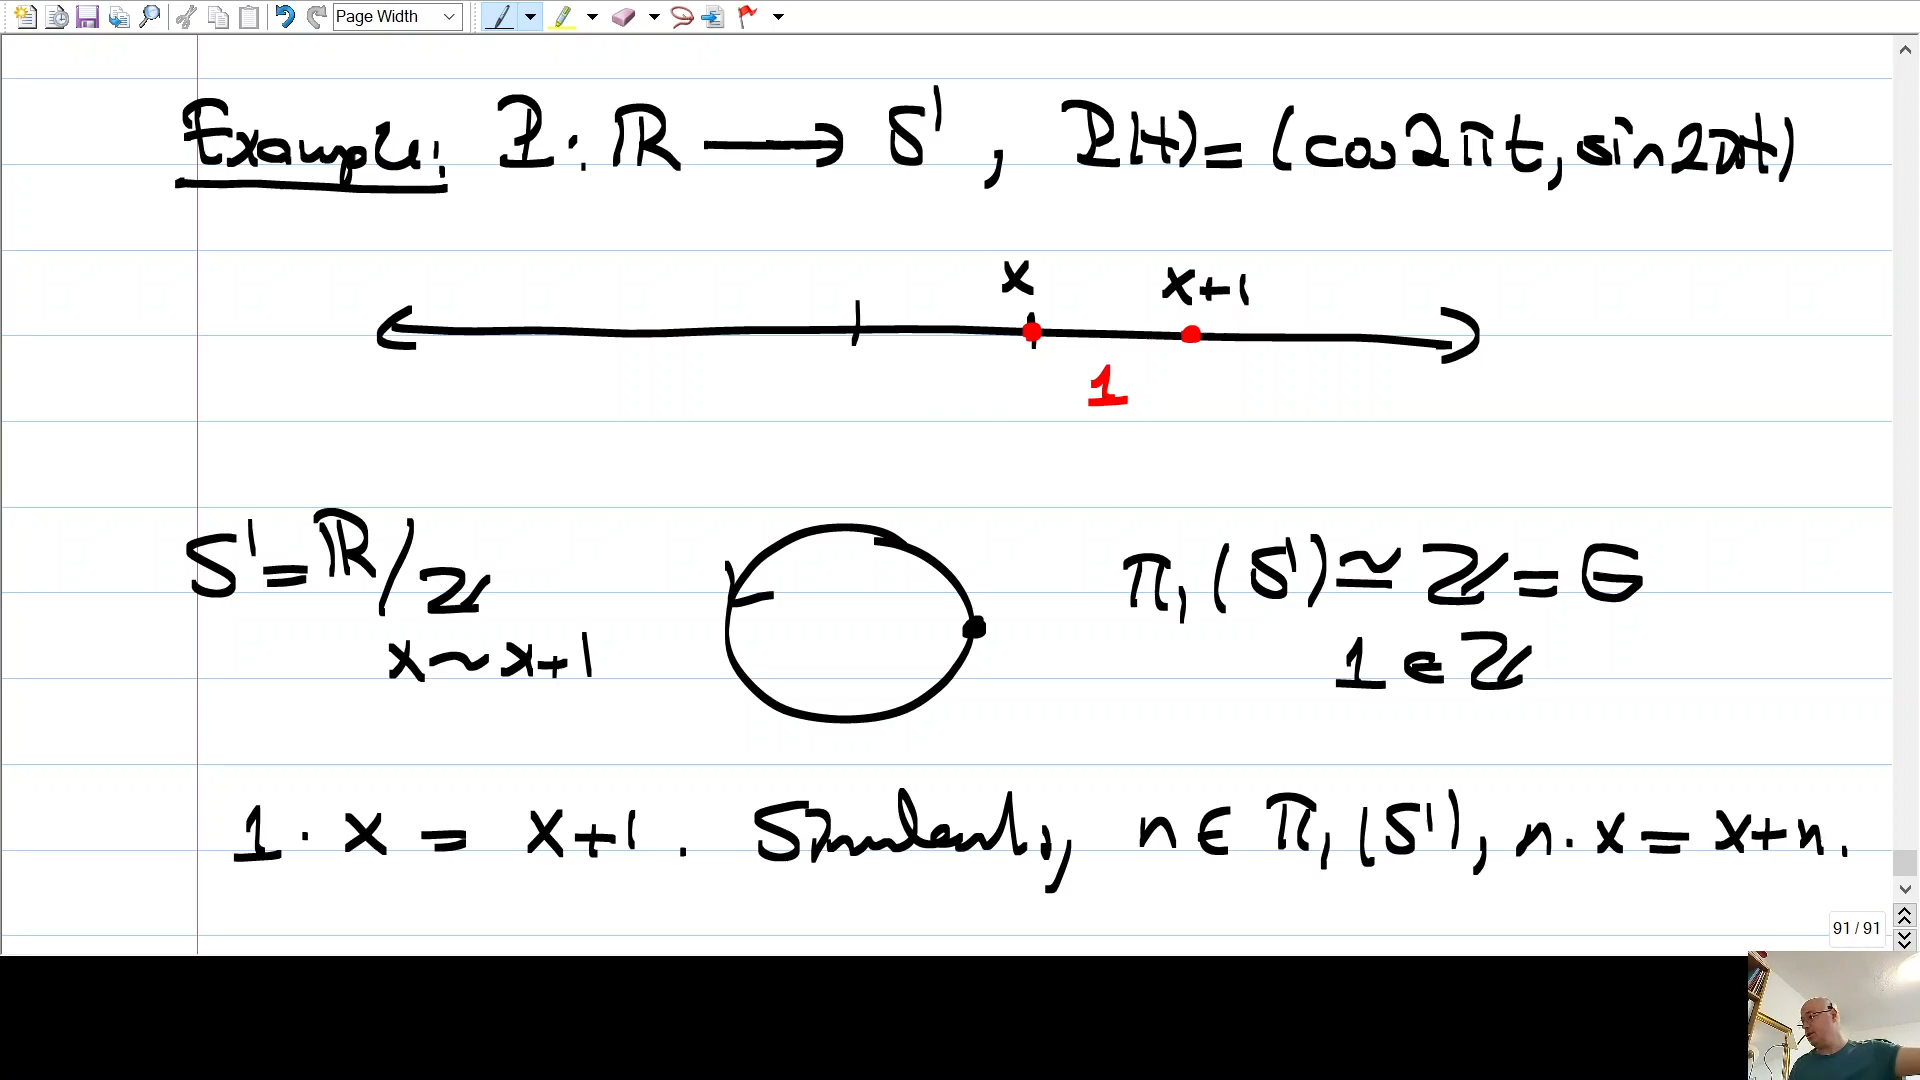 Page Width
Example: P: ℝ ⟶ S¹, P(t)= (cos2πt, sin2πt)
x x+1
1
S¹=ℝ/ℤ π₁(S¹)≃ℤ=G
x~x+1 1∈ℤ
1·x = x+1. Similarly, n∈π₁(S¹), n·x=x+n.
91 / 91